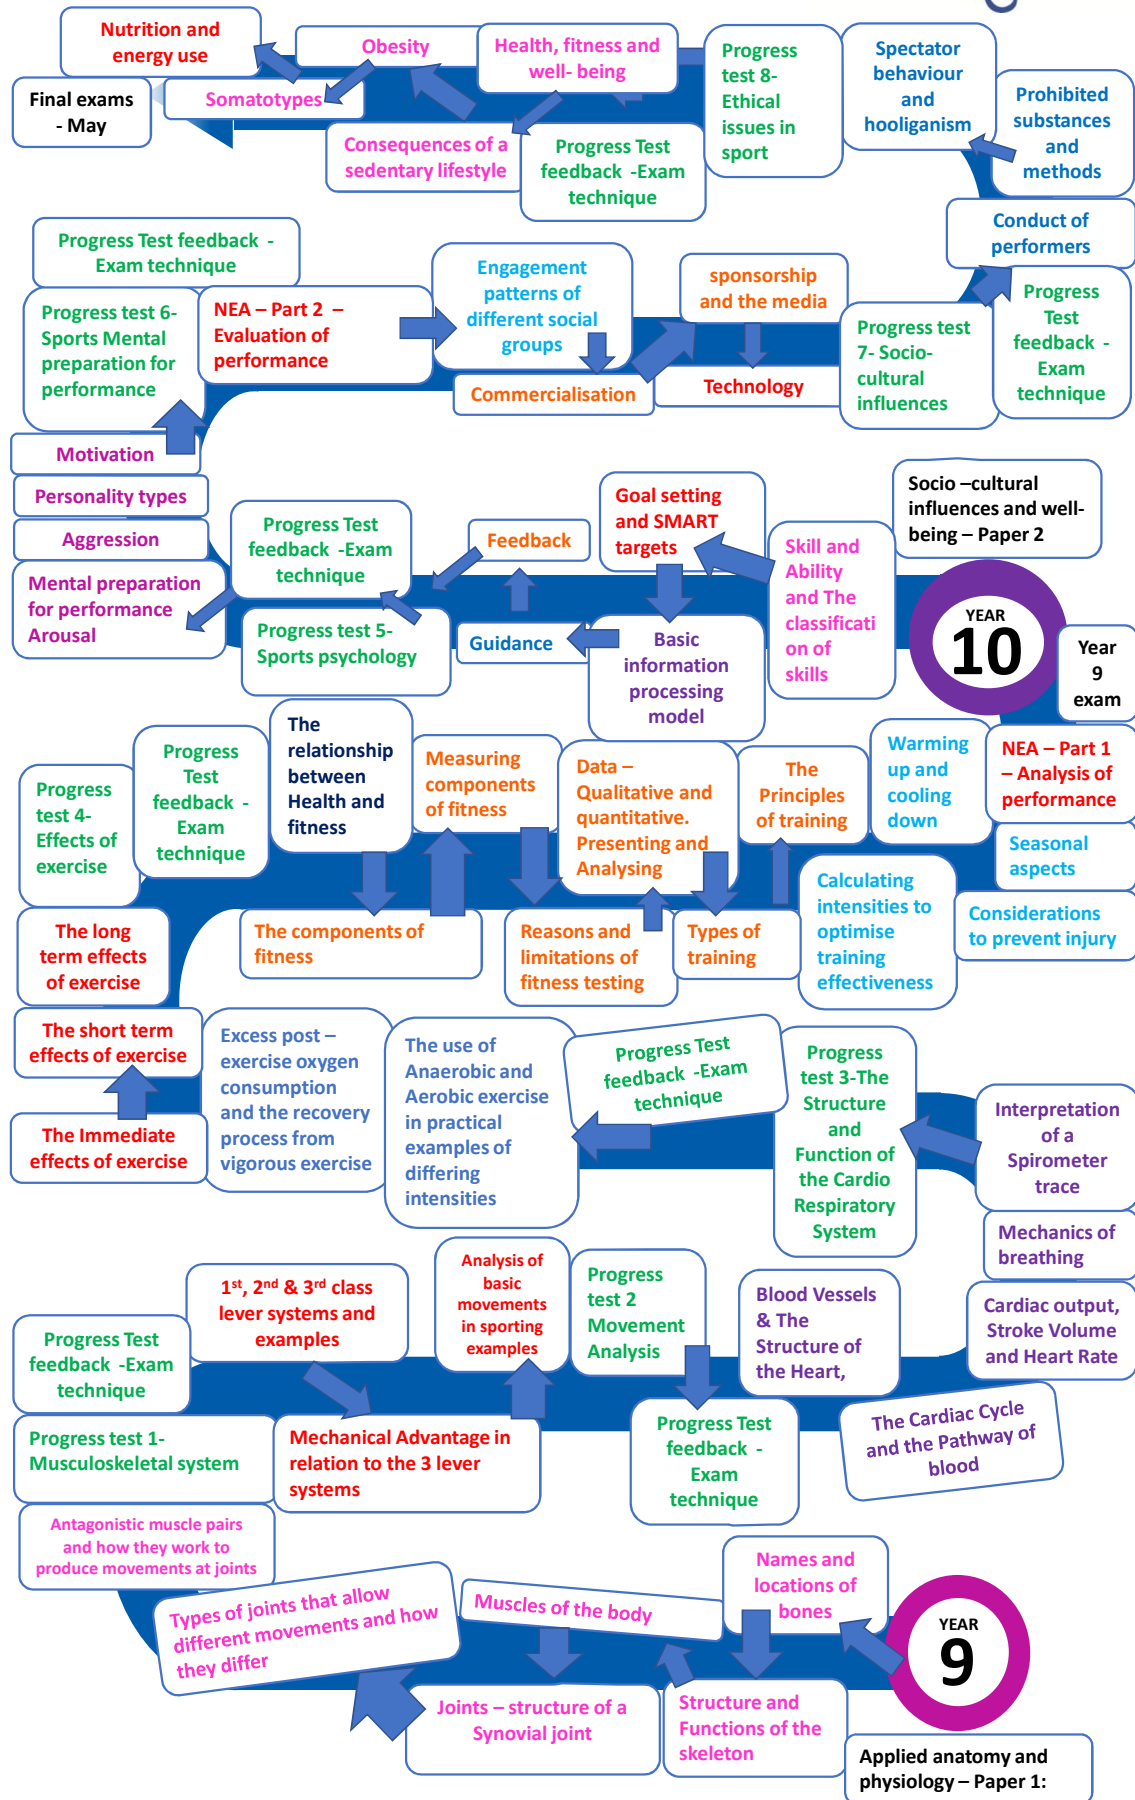 Nutrition and
energy use
Obesity
Health, fitness and
well- being
Progress
test 8-
Ethical
issues in
sport
Spectator
behaviour
and
hooliganism
Prohibited
substances
and
methods
Final exams
- May
Somatotypes
Consequences of a
sedentary lifestyle
Progress Test
feedback -Exam
technique
Conduct of
performers
Progress Test feedback -
Exam technique
Progress test 6-
Sports Mental
preparation for
performance
NEA – Part 2 –
Evaluation of
performance
Engagement
patterns of
different social
groups
sponsorship
and the media
Progress
Test
feedback -
Exam
technique
Progress test
7- Socio-
cultural
influences
Commercialisation
Technology
Motivation
Personality types
Aggression
Mental preparation
for performance
Arousal
Progress Test
feedback -Exam
technique
Feedback
Goal setting
and SMART
targets
Skill and
Ability
and The
classificati
on of
skills
Socio –cultural
influences and well-
being – Paper 2
YEAR
10
Progress test 5-
Sports psychology
Guidance
Basic
information
processing
model
Year
9
exam
Progress
test 4-
Effects of
exercise
Progress
Test
feedback -
Exam
technique
The
relationship
between
Health and
fitness
Measuring
components
of fitness
Data –
Qualitative and
quantitative.
Presenting and
Analysing
The
Principles
of training
Warming
up and
cooling
down
NEA – Part 1
– Analysis of
performance
Seasonal
aspects
Considerations
to prevent injury
The long
term effects
of exercise
The components of
fitness
Reasons and
limitations of
fitness testing
Types of
training
Calculating
intensities to
optimise
training
effectiveness
The short term
effects of exercise
The Immediate
effects of exercise
Excess post –
exercise oxygen
consumption
and the recovery
process from
vigorous exercise
The use of
Anaerobic and
Aerobic exercise
in practical
examples of
differing
intensities
Progress Test
feedback -Exam
technique
Progress
test 3-The
Structure
and
Function of
the Cardio
Respiratory
System
Interpretation
of a
Spirometer
trace
Mechanics of
breathing
Cardiac output,
Stroke Volume
and Heart Rate
Progress Test
feedback -Exam
technique
1st, 2nd & 3rd class
lever systems and
examples
Analysis of
basic
movements
in sporting
examples
Progress
test 2
Movement
Analysis
Blood Vessels
& The
Structure of
the Heart,
Progress test 1-
Musculoskeletal system
Mechanical Advantage in
relation to the 3 lever
systems
Progress Test
feedback -
Exam
technique
The Cardiac Cycle
and the Pathway of
blood
Antagonistic muscle pairs
and how they work to
produce movements at joints
Types of joints that allow
different movements and how
they differ
Muscles of the body
Names and
locations of
bones
YEAR
9
Joints – structure of a
Synovial joint
Structure and
Functions of the
skeleton
Applied anatomy and
physiology – Paper 1: